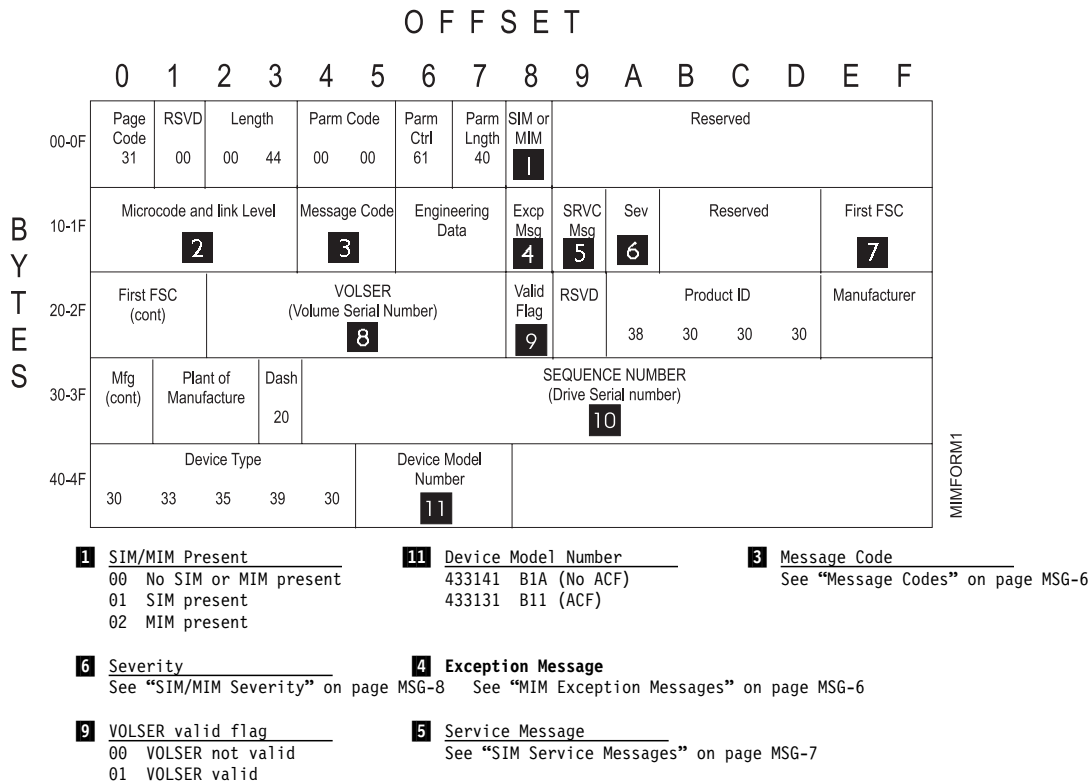 O F F S E T
0 1 2 3 4 5 6 7 8 9 A B C D E F
B Y T E S
00-0F
Page Code 31
RSVD 00
Length 00 44
Parm Code 00 00
Parm Ctrl 61
Parm Lngth 40
SIM or MIM 1
Reserved
10-1F
Microcode and link Level 2
Message Code 3
Engineering Data
Excp Msg 4
SRVC Msg 5
Sev 6
Reserved
First FSC 7
20-2F
First FSC (cont)
VOLSER (Volume Serial Number) 8
Valid Flag 9
RSVD
Product ID 38 30 30 30
Manufacturer
30-3F
Mfg (cont)
Plant of Manufacture
Dash 20
SEQUENCE NUMBER (Drive Serial number) 10
40-4F
Device Type 30 33 35 39 30
Device Model Number 11
MIMFORM1
1 SIM/MIM Present
00 No SIM or MIM present
01 SIM present
02 MIM present
11 Device Model Number
433141 B1A (No ACF)
433131 B11 (ACF)
3 Message Code
See “Message Codes” on page MSG-6
6 Severity
See “SIM/MIM Severity” on page MSG-8
4 Exception Message
See “MIM Exception Messages” on page MSG-6
9 VOLSER valid flag
00 VOLSER not valid
01 VOLSER valid
5 Service Message
See “SIM Service Messages” on page MSG-7